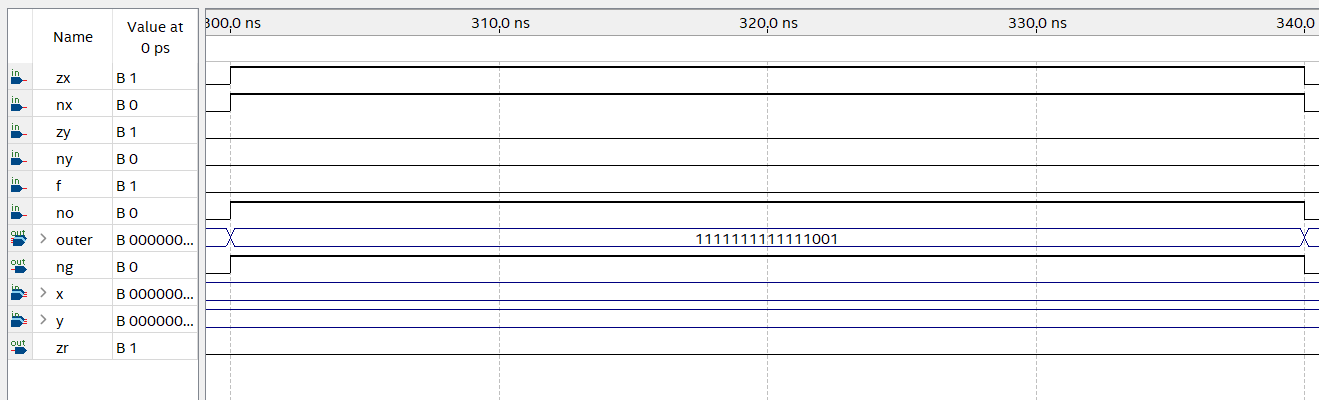 300.0 ns 310.0 ns 320.0 ns 330.0 ns 340.0
Name Value at
0 ps
in zx B 1
in nx B 0
in zy B 1
in ny B 0
in f B 1
in no B 0
out > outer B 000000... 1111111111111001
out ng B 0
in > x B 000000...
in > y B 000000...
out zr B 1